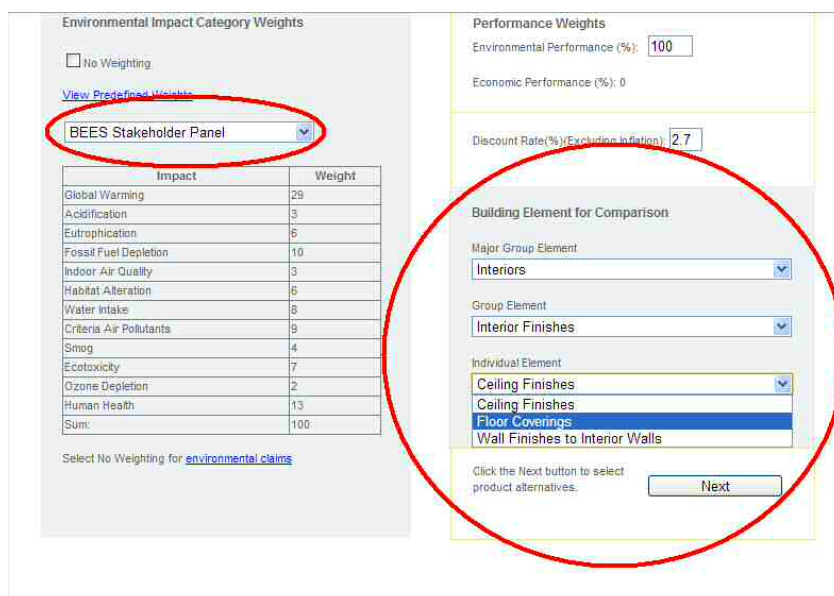 Environmental Impact Category Weights
No Weighting
View Predefined Weights
BEES Stakeholder Panel
Impact Weight
Global Warming 29
Acidification 3
Eutrophication 6
Fossil Fuel Depletion 10
Indoor Air Quality 3
Habitat Alteration 6
Water Intake 8
Criteria Air Pollutants 9
Smog 4
Ecotoxicity 7
Ozone Depletion 2
Human Health 13
Sum: 100
Select No Weighting for environmental claims
Performance Weights
Environmental Performance (%): 100
Economic Performance (%): 0
Discount Rate(%)(Excluding Inflation): 2.7
Building Element for Comparison
Major Group Element
Interiors
Group Element
Interior Finishes
Individual Element
Ceiling Finishes
Ceiling Finishes
Floor Coverings
Wall Finishes to Interior Walls
Click the Next button to select
product alternatives.
Next